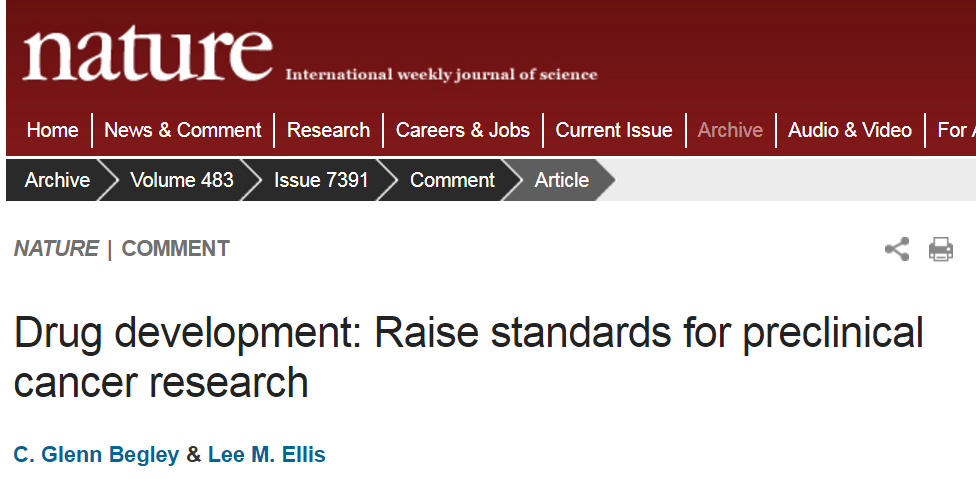 nature International weekly journal of science
Home News & Comment Research Careers & Jobs Current Issue Archive Audio & Video For
Archive Volume 483 Issue 7391 Comment Article
NATURE | COMMENT
Drug development: Raise standards for preclinical
cancer research
C. Glenn Begley & Lee M. Ellis